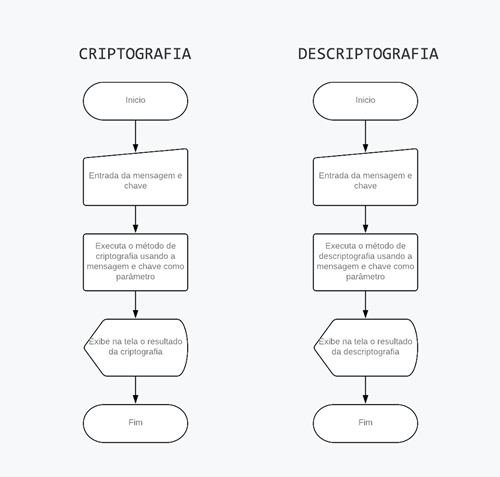 CRIPTOGRAFIA
Inicio
Entrada da mensagem e
chave
Executa o método de
criptografia usando a
mensagem e chave como
parâmetro
Exibe na tela o resultado
da criptografia
Fim
DESCRIPTOGRAFIA
Inicio
Entrada da mensagem e
chave
Executa o método de
descriptografia usando a
mensagem e chave como
parâmetro
Exibe na tela o resultado
da descriptografia
Fim